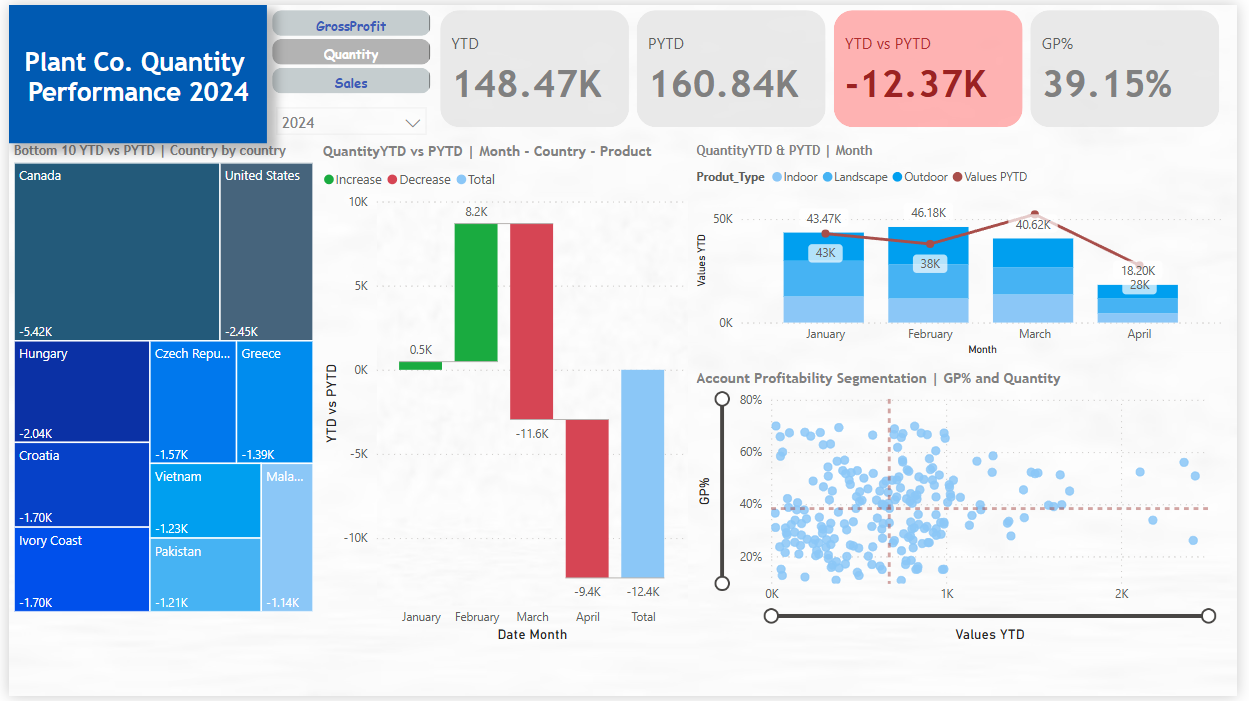 Plant Co. Quantity
Performance 2024
GrossProfit
Quantity
Sales
2024
YTD
148.47K
PYTD
160.84K
YTD vs PYTD
-12.37K
GP%
39.15%
Bottom 10 YTD vs PYTD | Country by country
Canada
-5.42K
United States
-2.45K
Hungary
-2.04K
Croatia
-1.70K
Ivory Coast
-1.70K
Czech Repu...
-1.57K
Greece
-1.39K
Vietnam
-1.23K
Pakistan
-1.21K
Mala...
-1.14K
QuantityYTD vs PYTD | Month - Country - Product
Increase Decrease Total
YTD vs PYTD
10K
5K
0K
-5K
-10K
0.5K
8.2K
-11.6K
-9.4K
-12.4K
January February March April Total
Date Month
QuantityYTD & PYTD | Month
Produt_Type Indoor Landscape Outdoor Values PYTD
Values YTD
50K
0K
43.47K
46.18K
40.62K
18.20K
43K
38K
28K
January February March April
Month
Account Profitability Segmentation | GP% and Quantity
GP%
80%
60%
40%
20%
0K 1K 2K
Values YTD